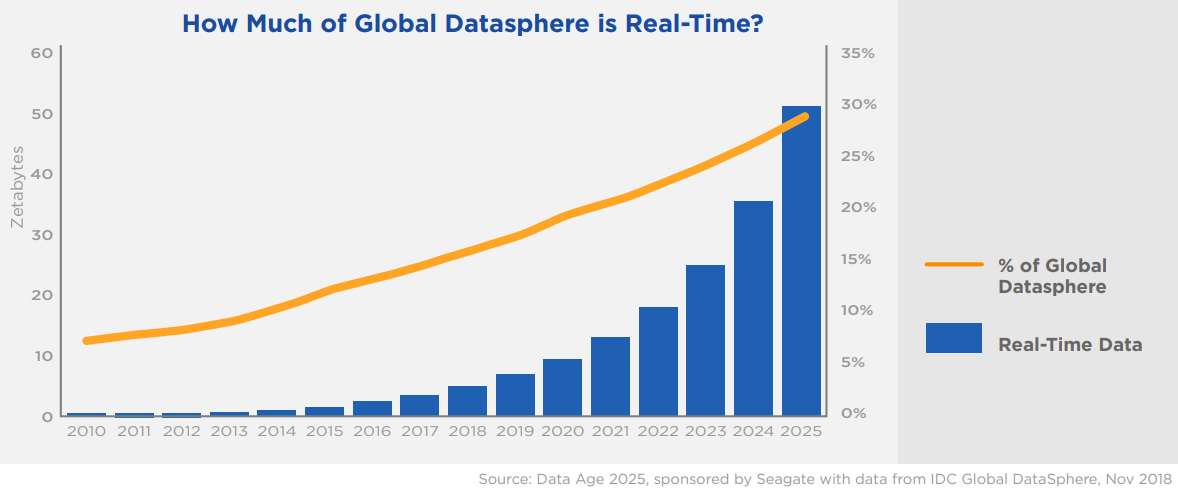 How Much of Global Datasphere is Real-Time?
60
50
40
30
20
10
0
Zetabytes
35%
30%
25%
20%
15%
10%
5%
0%
2010 2011 2012 2013 2014 2015 2016 2017 2018 2019 2020 2021 2022 2023 2024 2025
% of Global
Datasphere
Real-Time Data
Source: Data Age 2025, sponsored by Seagate with data from IDC Global DataSphere, Nov 2018